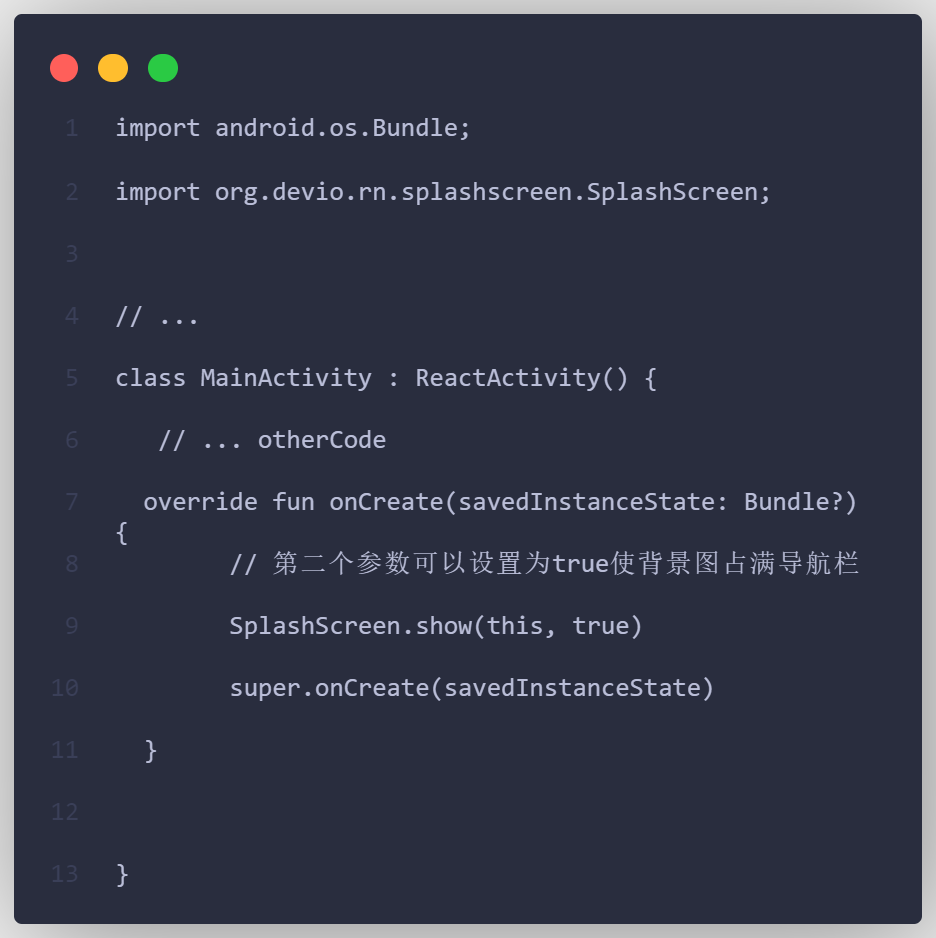 1 import android.os.Bundle;
2 import org.devio.rn.splashscreen.SplashScreen;
3
4 // ...
5 class MainActivity : ReactActivity() {
6    // ... otherCode
7   override fun onCreate(savedInstanceState: Bundle?)
{
8         // 第二个参数可以设置为true使背景图占满导航栏
9         SplashScreen.show(this, true)
10         super.onCreate(savedInstanceState)
11   }
12
13 }